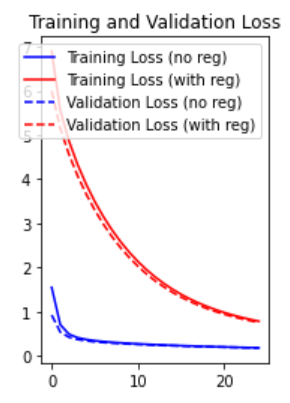 Training and Validation Loss
7
6
5
4
3
2
1
0
Training Loss (no reg)
Training Loss (with reg)
Validation Loss (no reg)
Validation Loss (with reg)
0 10 20